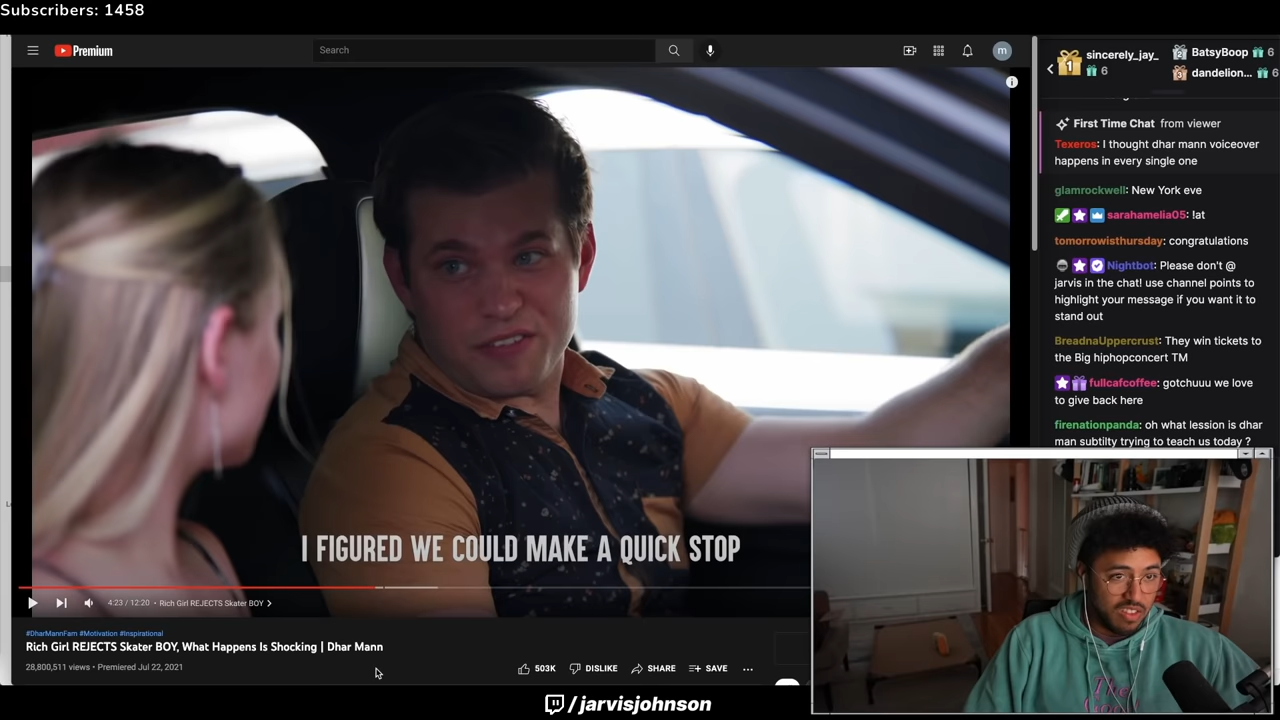 Subscribers: 1458
Premium
Search
m
sincerely_jay_
6
BatsyBoop 6
dandelion... 6
First Time Chat from viewer
Texeros: I thought dhar mann voiceover
happens in every single one
glamrockwell: New York eve
sarahamelia05: !at
tomorrowisthursday: congratulations
Nightbot: Please don't @
jarvis in the chat! use channel points to
highlight your message if you want it to
stand out
BreadnaUppercrust: They win tickets to
the Big hiphopconcert TM
fullcafcoffee: gotchuuu we love
to give back here
firenationpanda: oh what lession is dhar
man subtilty trying to teach us today ?
I FIGURED WE COULD MAKE A QUICK STOP
4:23 / 12:20 • Rich Girl REJECTS Skater BOY >
#DharMannFam #Motivation #Inspirational
Rich Girl REJECTS Skater BOY, What Happens Is Shocking | Dhar Mann
28,800,511 views • Premiered Jul 22, 2021
503K DISLIKE SHARE SAVE ...
The
/jarvisjohnson